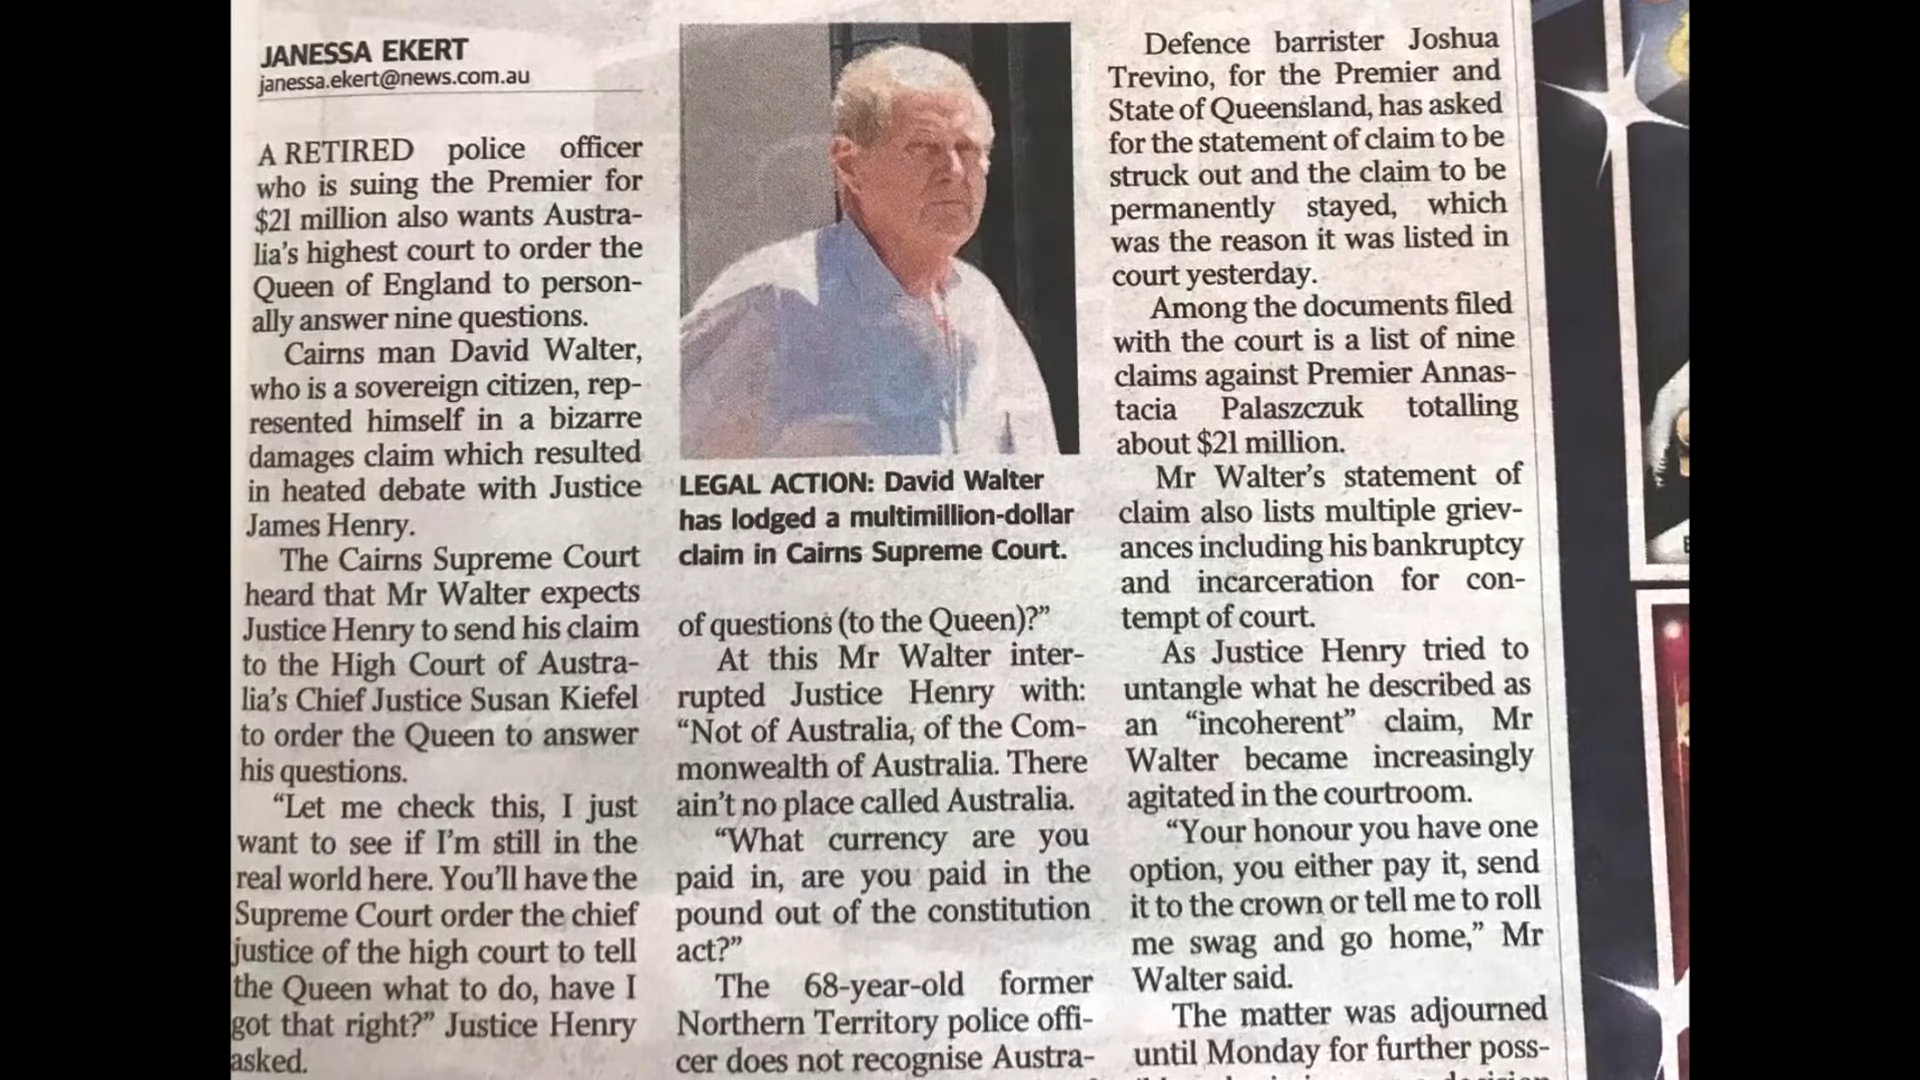 JANESSA EKERT
janessa.ekert@news.com.au
A RETIRED police officer
who is suing the Premier for
$21 million also wants Austra-
lia's highest court to order the
Queen of England to person-
ally answer nine questions.
Cairns man David Walter,
who is a sovereign citizen, rep-
resented himself in a bizarre
damages claim which resulted
in heated debate with Justice
James Henry.
The Cairns Supreme Court
heard that Mr Walter expects
Justice Henry to send his claim
to the High Court of Austra-
lia's Chief Justice Susan Kiefel
to order the Queen to answer
his questions.
“Let me check this, I just
want to see if I'm still in the
real world here. You'll have the
Supreme Court order the chief
justice of the high court to tell
the Queen what to do, have I
got that right?” Justice Henry
asked.
LEGAL ACTION: David Walter
has lodged a multimillion-dollar
claim in Cairns Supreme Court.
of questions (to the Queen)?”
At this Mr Walter inter-
rupted Justice Henry with:
“Not of Australia, of the Com-
monwealth of Australia. There
ain't no place called Australia.
“What currency are you
paid in, are you paid in the
pound out of the constitution
act?”
The 68-year-old former
Northern Territory police offi-
cer does not recognise Austra-
Defence barrister Joshua
Trevino, for the Premier and
State of Queensland, has asked
for the statement of claim to be
struck out and the claim to be
permanently stayed, which
was the reason it was listed in
court yesterday.
Among the documents filed
with the court is a list of nine
claims against Premier Annas-
tacia Palaszczuk totalling
about $21 million.
Mr Walter's statement of
claim also lists multiple griev-
ances including his bankruptcy
and incarceration for con-
tempt of court.
As Justice Henry tried to
untangle what he described as
an “incoherent” claim, Mr
Walter became increasingly
agitated in the courtroom.
“Your honour you have one
option, you either pay it, send
it to the crown or tell me to roll
me swag and go home,” Mr
Walter said.
The matter was adjourned
until Monday for further poss-